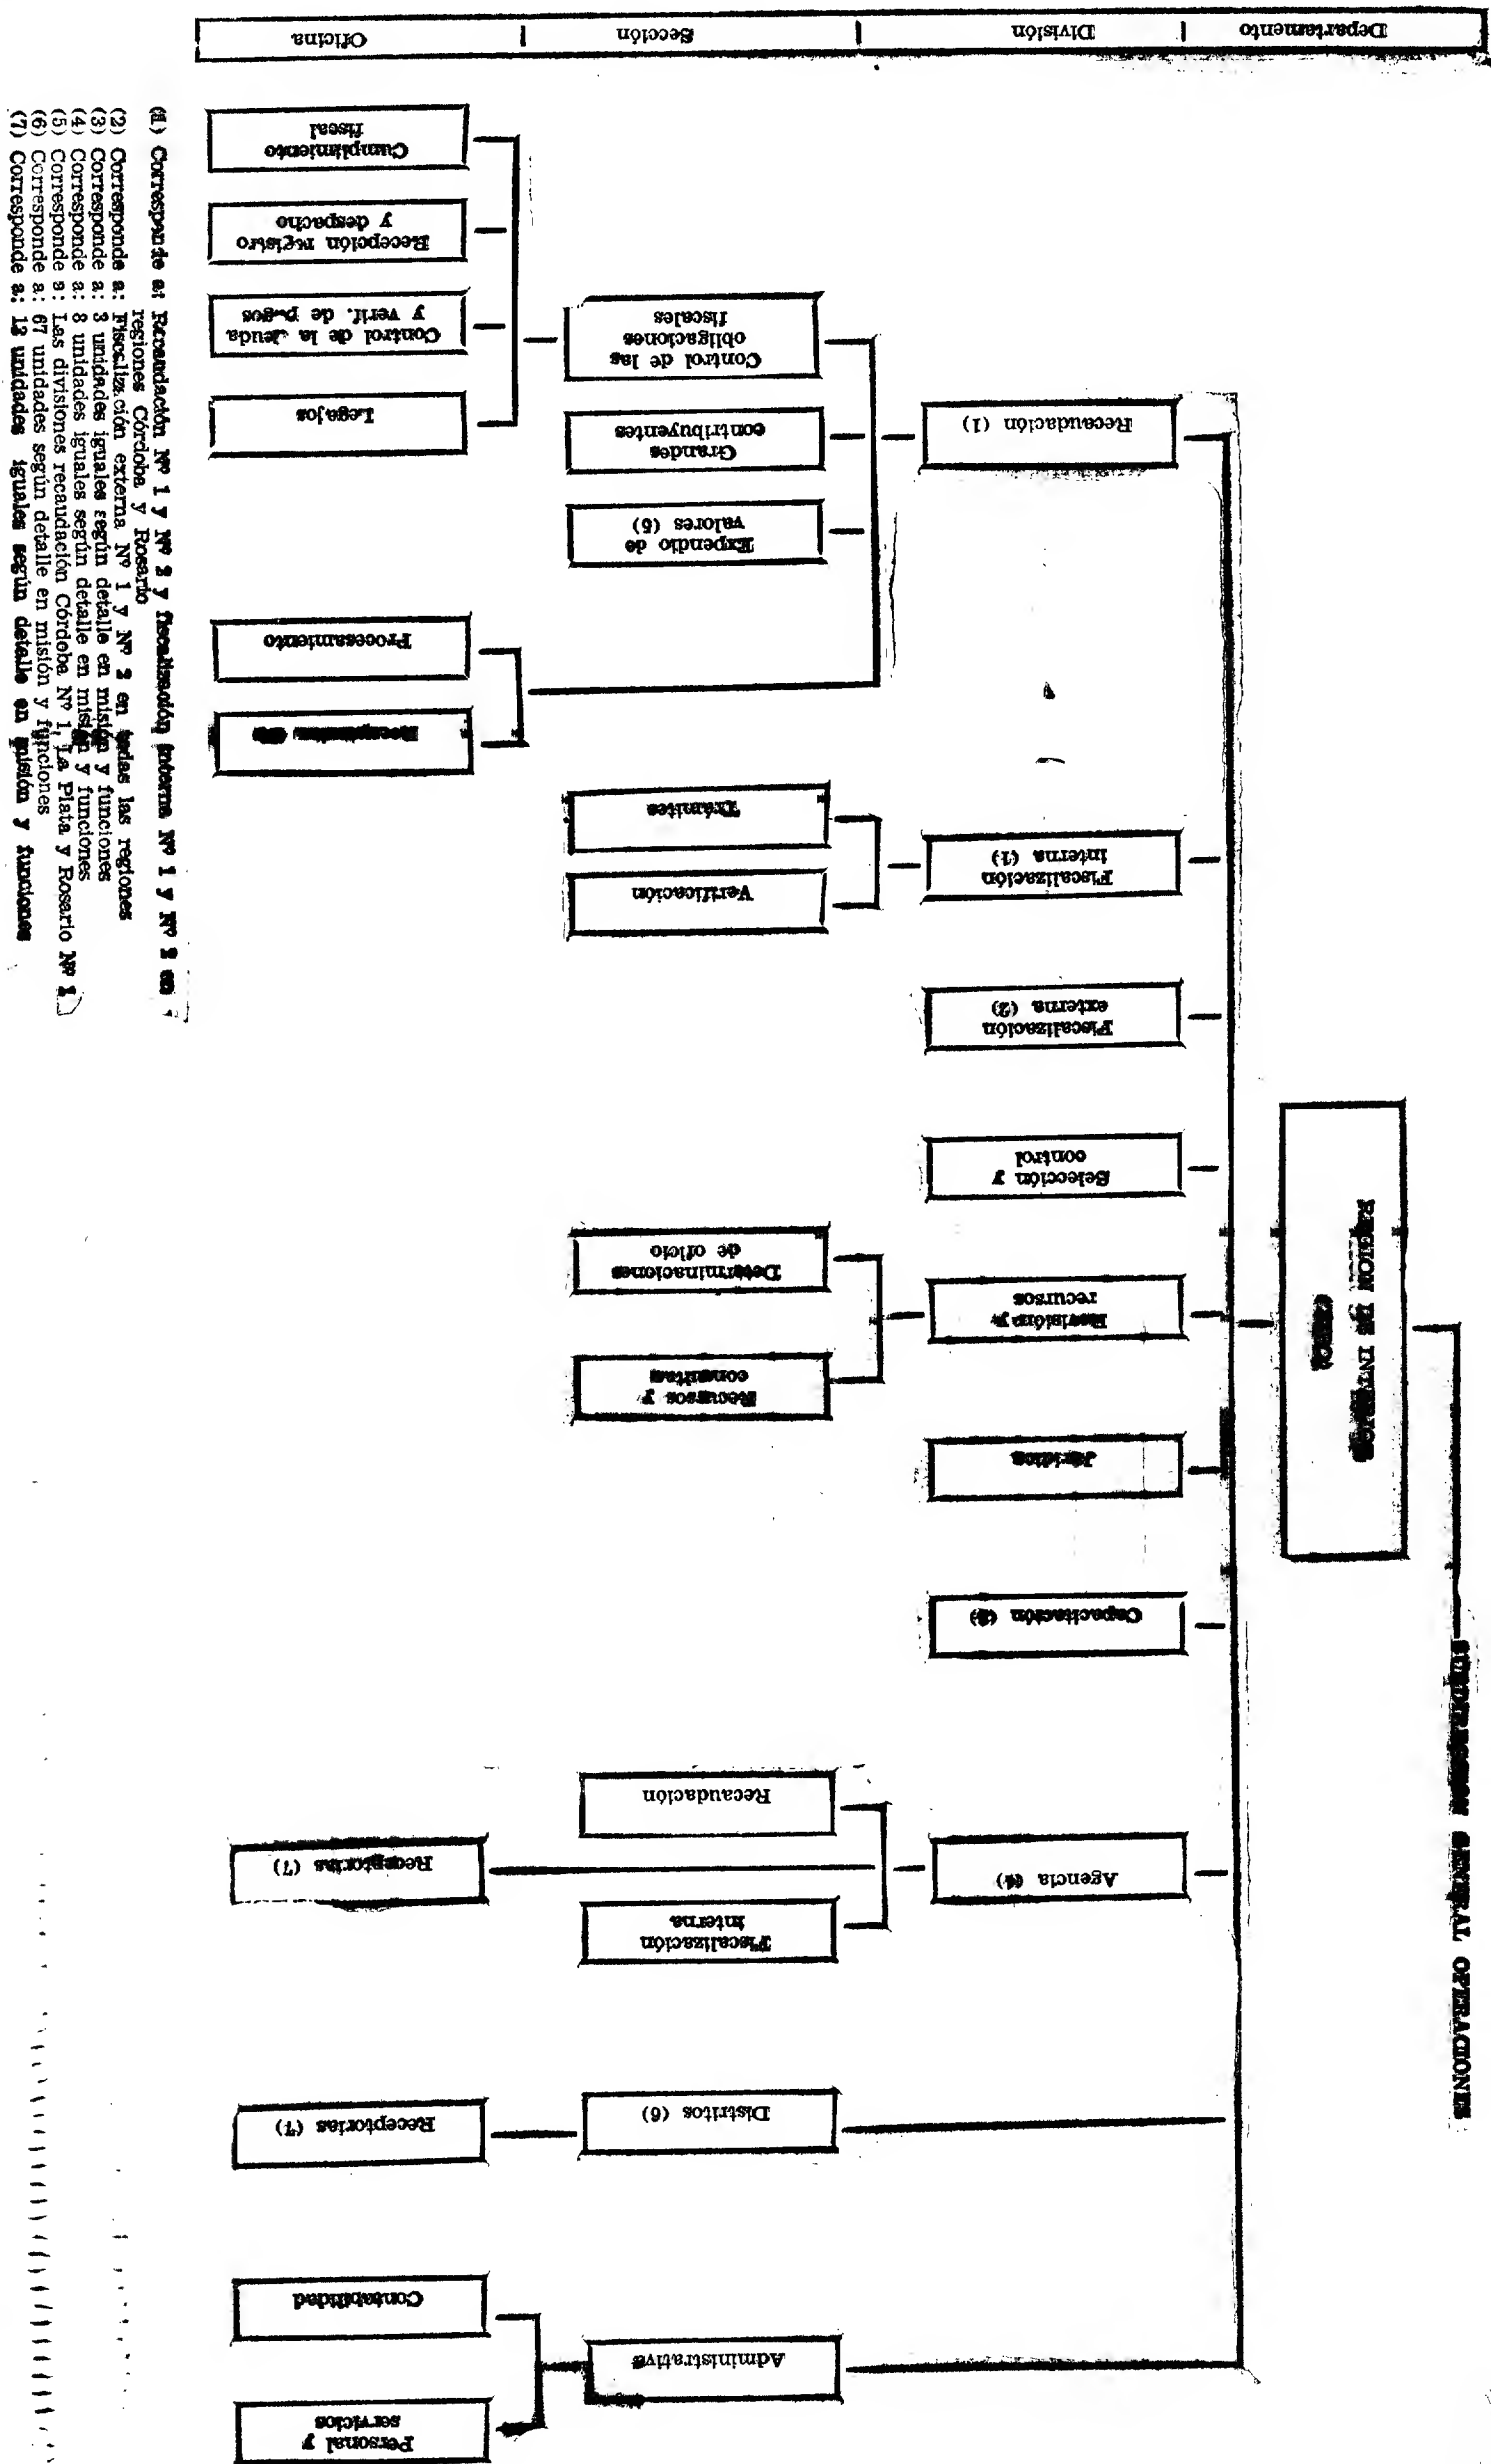 SUBDIRECCION GENERAL OPERACIONES
REGION DE
Departamento
División
Sección
Oficina
Recaudación (1)
Control de las
obligaciones
fiscales
Cumplimiento
fiscal
Recepción registro
y despacho
Control de la deuda
y verif. de pagos
Legajos
Grandes
contribuyentes
Expendio de
valores (5)
Procesamiento
Fiscalización
interna (1)
Trámites
Verificación
Fiscalización
externa (2)
Selección y
control
Revisión y
recursos
Determinaciones
de oficio
Recursos y
consultas
Jurídica
Capacitación
Agencia (4)
Recaudación
Receptorías (7)
Fiscalización
interna
Distritos (6)
Receptorías (7)
Administrativa
Contabilidad
Personal y
servicios
(1) Corresponde a: Recaudación Nº 1 y Nº 2 y fiscalización interna Nº 1 y Nº 2 en
regiones Córdoba y Rosario
(2) Corresponde a: Fiscalización externa Nº 1 y Nº 2 en todas las regiones
(3) Corresponde a: 3 unidades iguales según detalle en misión y funciones
(4) Corresponde a: 8 unidades iguales según detalle en misión y funciones
(5) Corresponde a: Las divisiones recaudación Córdoba Nº 1, La Plata y Rosario Nº 1
(6) Corresponde a: 67 unidades según detalle en misión y funciones
(7) Corresponde a: 12 unidades iguales según detalle en misión y funciones